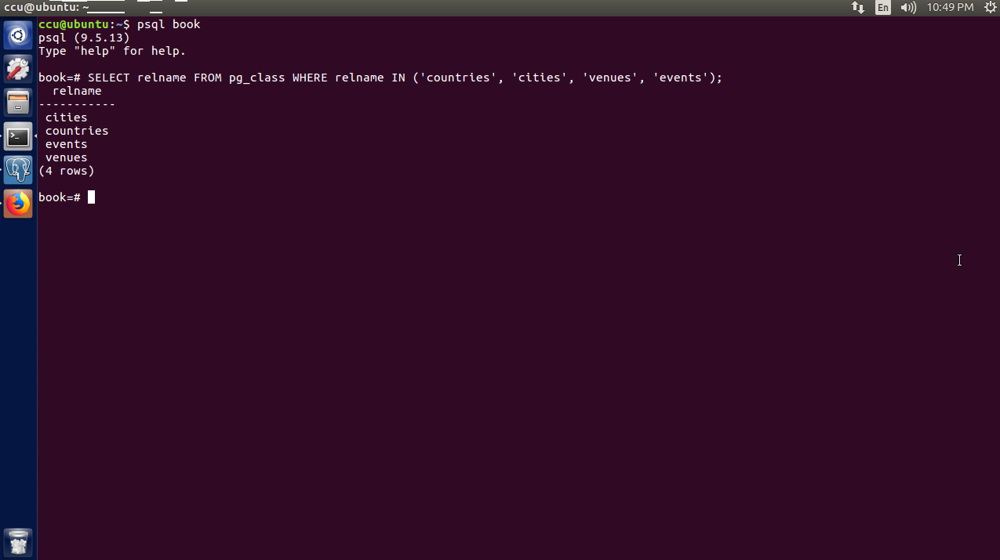 ccu@ubuntu: ~
En
10:49 PM
ccu@ubuntu:~$ psql book
psql (9.5.13)
Type "help" for help.
book=# SELECT relname FROM pg_class WHERE relname IN ('countries', 'cities', 'venues', 'events');
relname
-----------
cities
countries
events
venues
(4 rows)
book=#